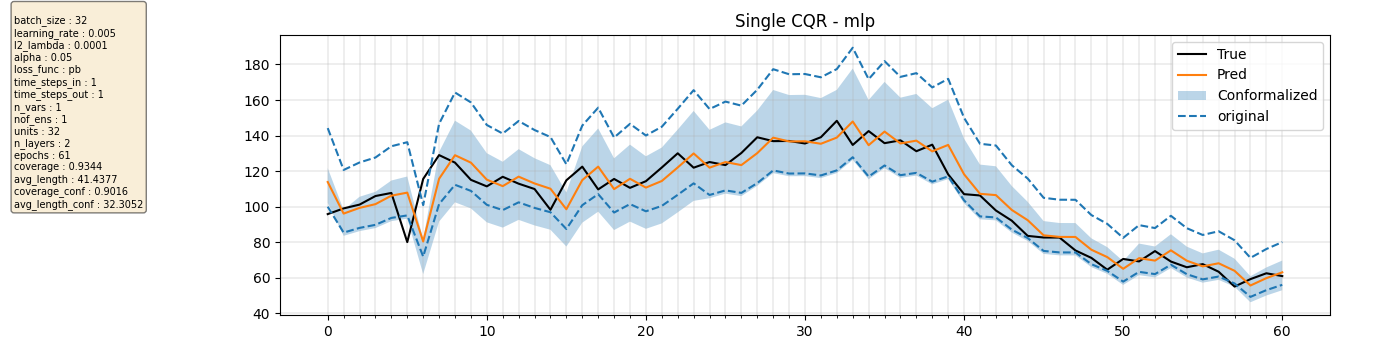 batch_size : 32
learning_rate : 0.005
l2_lambda : 0.0001
alpha : 0.05
loss_func : pb
time_steps_in : 1
time_steps_out : 1
n_vars : 1
nof_ens : 1
units : 32
n_layers : 2
epochs : 61
coverage : 0.9344
avg_length : 41.4377
coverage_conf : 0.9016
avg_length_conf : 32.3052
Single CQR - mlp
True
Pred
Conformalized
original
180
160
140
120
100
80
60
40
0 10 20 30 40 50 60